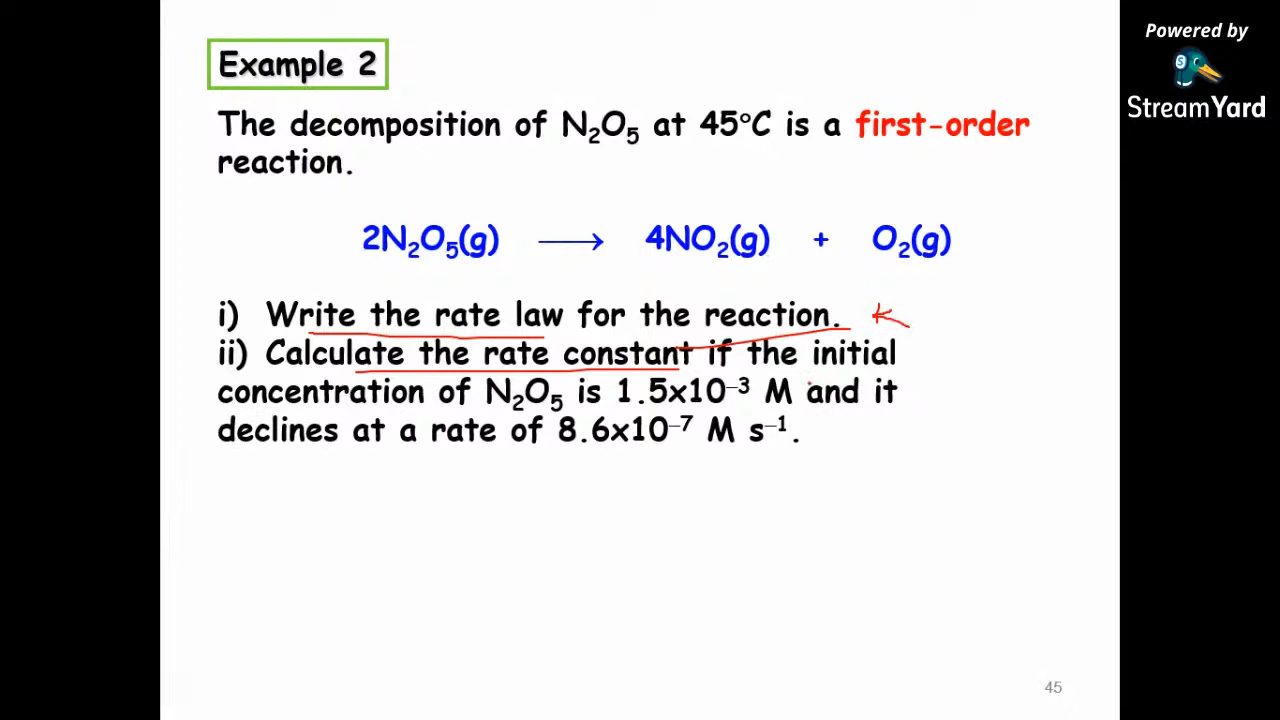 Powered by
StreamYard
Example 2
The decomposition of N₂O₅ at 45°C is a first-order
reaction.
2N₂O₅(g) ⟶ 4NO₂(g) + O₂(g)
i) Write the rate law for the reaction.
ii) Calculate the rate constant if the initial
concentration of N₂O₅ is 1.5x10⁻³ M and it
declines at a rate of 8.6x10⁻⁷ M s⁻¹.
45